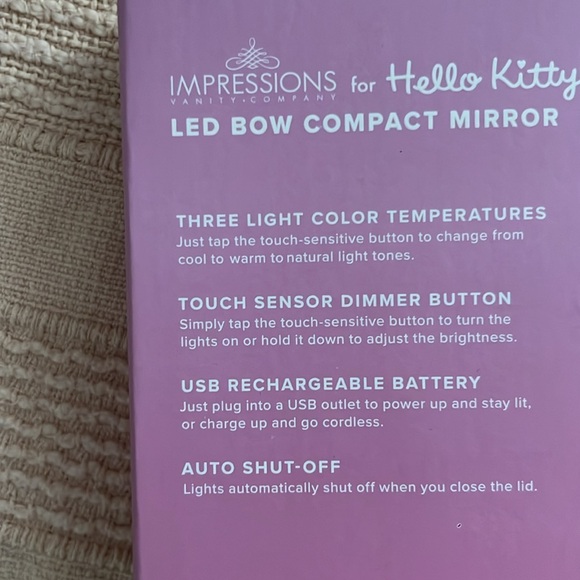 IMPRESSIONS for Hello Kitty
VANITY • COMPANY
LED BOW COMPACT MIRROR
THREE LIGHT COLOR TEMPERATURES
Just tap the touch-sensitive button to change from
cool to warm to natural light tones.
TOUCH SENSOR DIMMER BUTTON
Simply tap the touch-sensitive button to turn the
lights on or hold it down to adjust the brightness.
USB RECHARGEABLE BATTERY
Just plug into a USB outlet to power up and stay lit,
or charge up and go cordless.
AUTO SHUT-OFF
Lights automatically shut off when you close the lid.